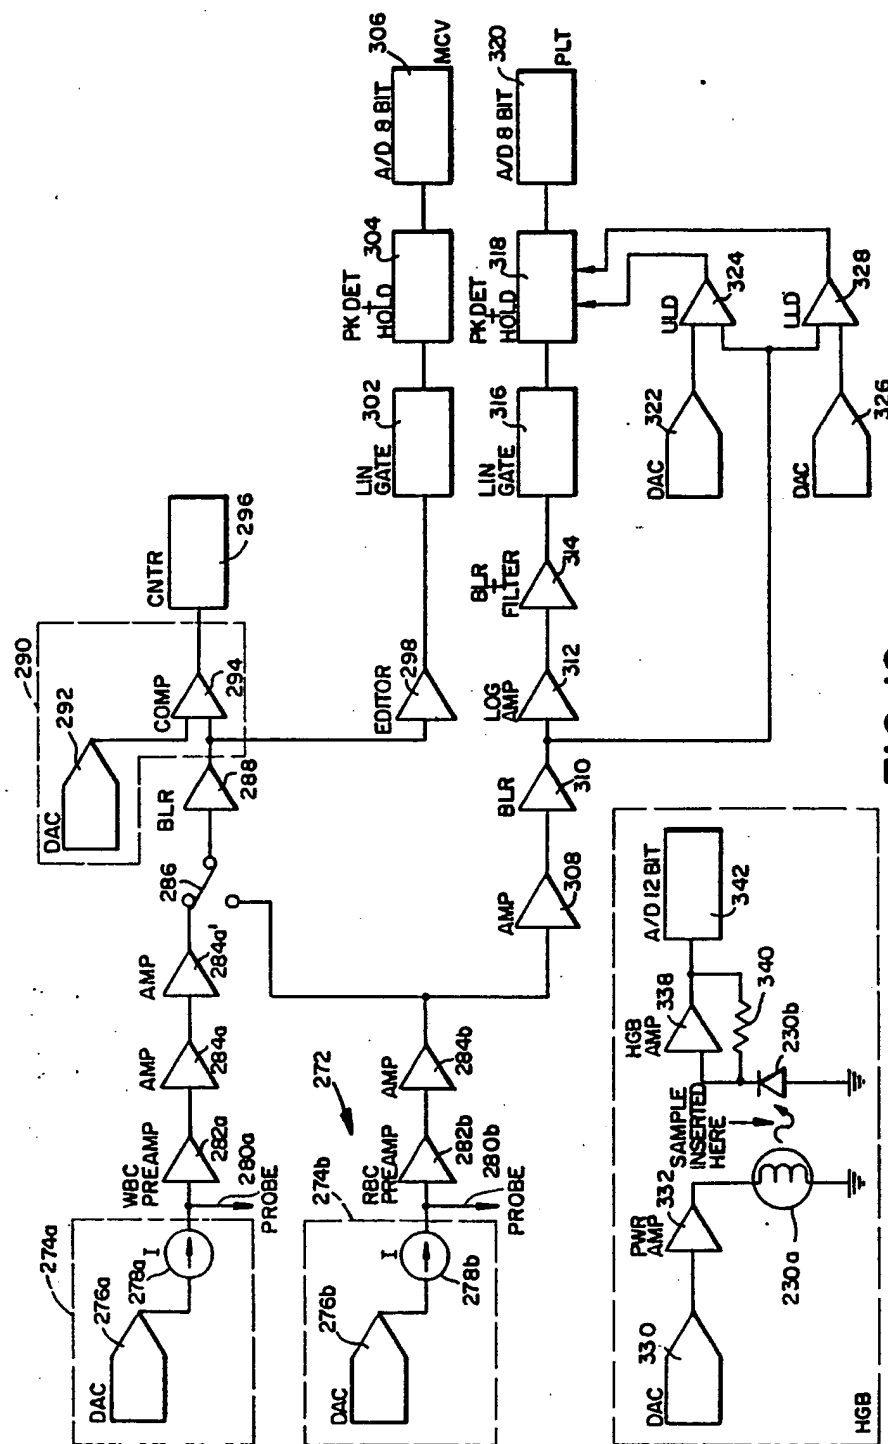 274a
276a
278a
I
DAC
WBC
PREAMP
282a
280a
PROBE
AMP
284a
AMP
284a'
286
BLR
288
290
292
DAC
COMP
294
CNTR
296
EDITOR
298
LIN
GATE
302
PK DET
+
HOLD
304
A/D 8 BIT
306
MCV
272
274b
276b
278b
I
DAC
RBC
PREAMP
282b
280b
PROBE
AMP
284b
AMP
308
BLR
310
LOG
AMP
312
BLR
+
FILTER
314
LIN
GATE
316
PK DET
+
HOLD
318
A/D 8 BIT
320
PLT
DAC
322
ULD
324
DAC
326
LLD
328
HGB
DAC
330
PWR
AMP
332
230a
SAMPLE
INSERTED
HERE
230b
HGB
AMP
338
340
A/D 12 BIT
342